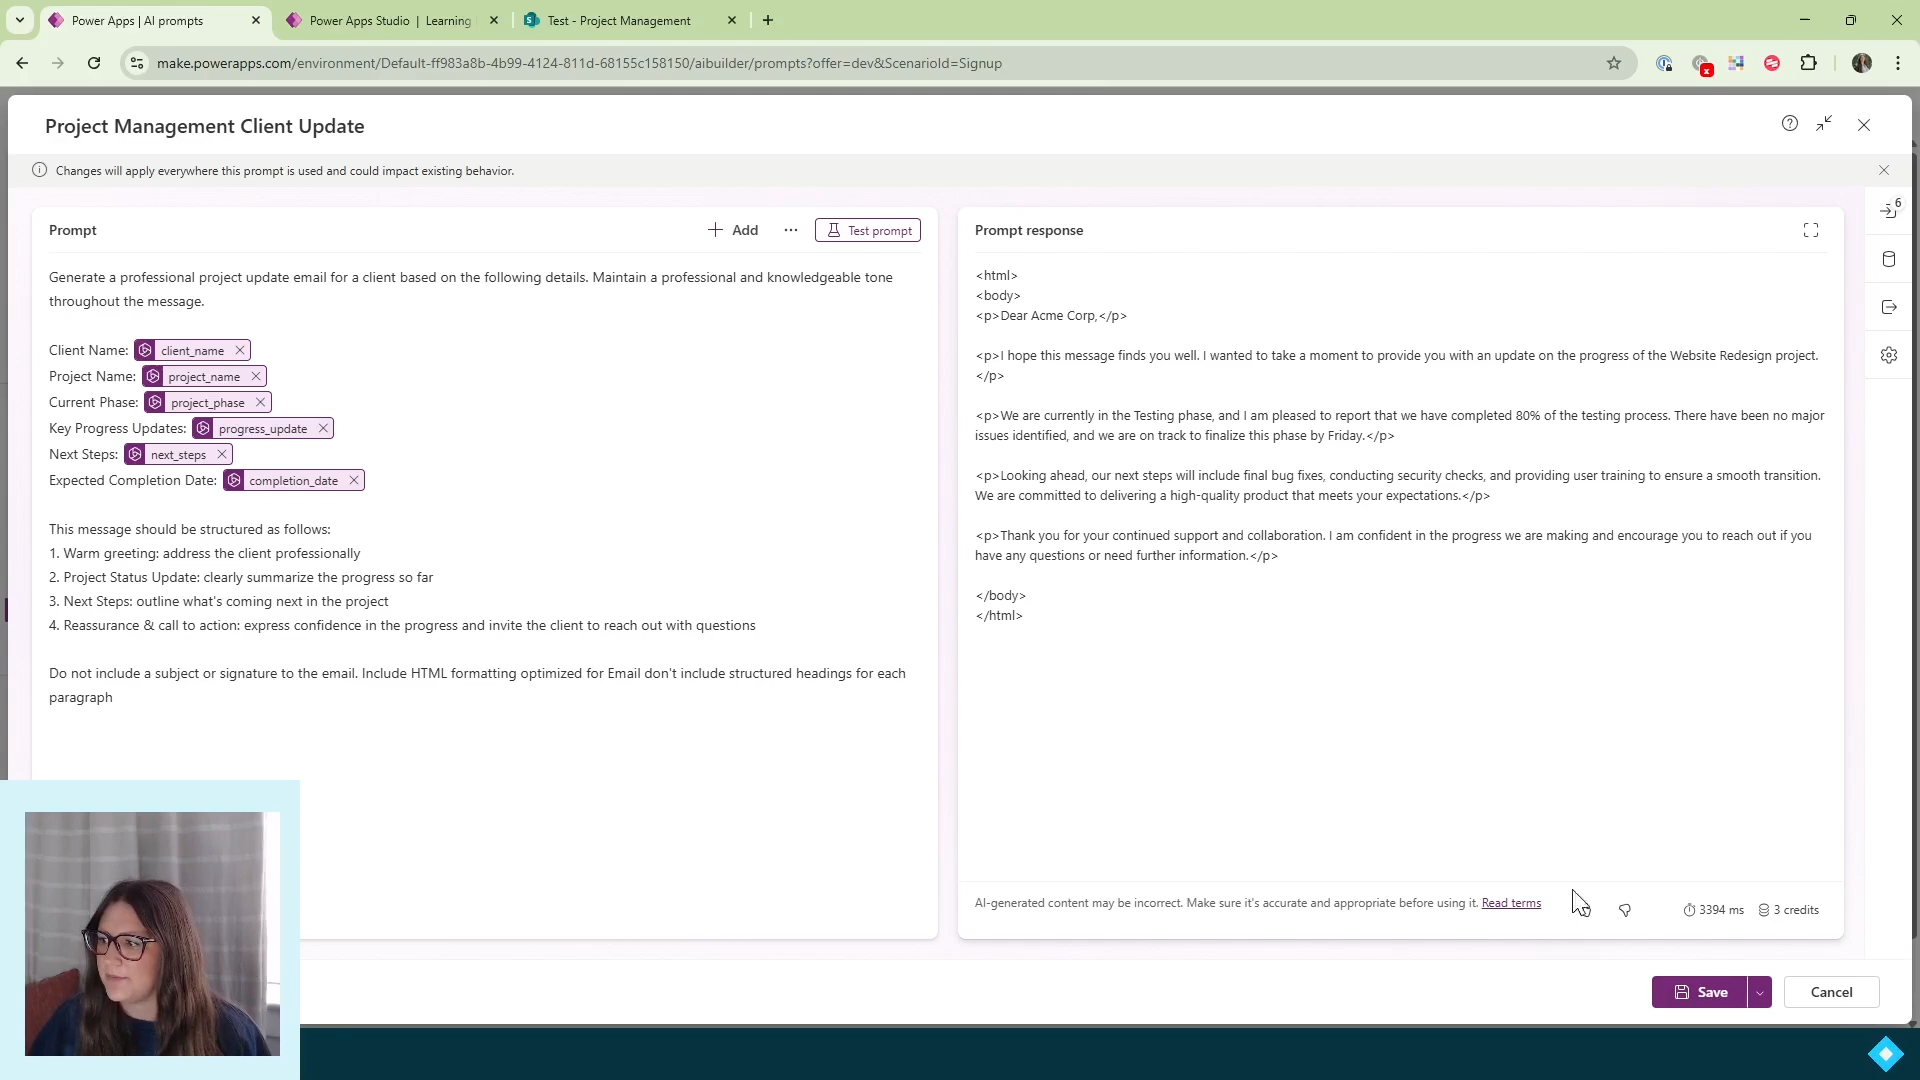 Power Apps | AI prompts
Power Apps Studio | Learning
Test - Project Management
make.powerapps.com/environment/Default-ff983a8b-4b99-4124-811d-68155c158150/aibuilder/prompts?offer=dev&ScenarioId=Signup
Project Management Client Update
Changes will apply everywhere this prompt is used and could impact existing behavior.
Prompt
Add
Test prompt
Generate a professional project update email for a client based on the following details. Maintain a professional and knowledgeable tone
throughout the message.
Client Name: client_name
Project Name: project_name
Current Phase: project_phase
Key Progress Updates: progress_update
Next Steps: next_steps
Expected Completion Date: completion_date
This message should be structured as follows:
1. Warm greeting: address the client professionally
2. Project Status Update: clearly summarize the progress so far
3. Next Steps: outline what's coming next in the project
4. Reassurance & call to action: express confidence in the progress and invite the client to reach out with questions
Do not include a subject or signature to the email. Include HTML formatting optimized for Email don't include structured headings for each
paragraph
Prompt response
<html>
<body>
<p>Dear Acme Corp,</p>
<p>I hope this message finds you well. I wanted to take a moment to provide you with an update on the progress of the Website Redesign project.
</p>
<p>We are currently in the Testing phase, and I am pleased to report that we have completed 80% of the testing process. There have been no major
issues identified, and we are on track to finalize this phase by Friday.</p>
<p>Looking ahead, our next steps will include final bug fixes, conducting security checks, and providing user training to ensure a smooth transition.
We are committed to delivering a high-quality product that meets your expectations.</p>
<p>Thank you for your continued support and collaboration. I am confident in the progress we are making and encourage you to reach out if you
have any questions or need further information.</p>
</body>
</html>
AI-generated content may be incorrect. Make sure it's accurate and appropriate before using it. Read terms
3394 ms
3 credits
6
Save
Cancel